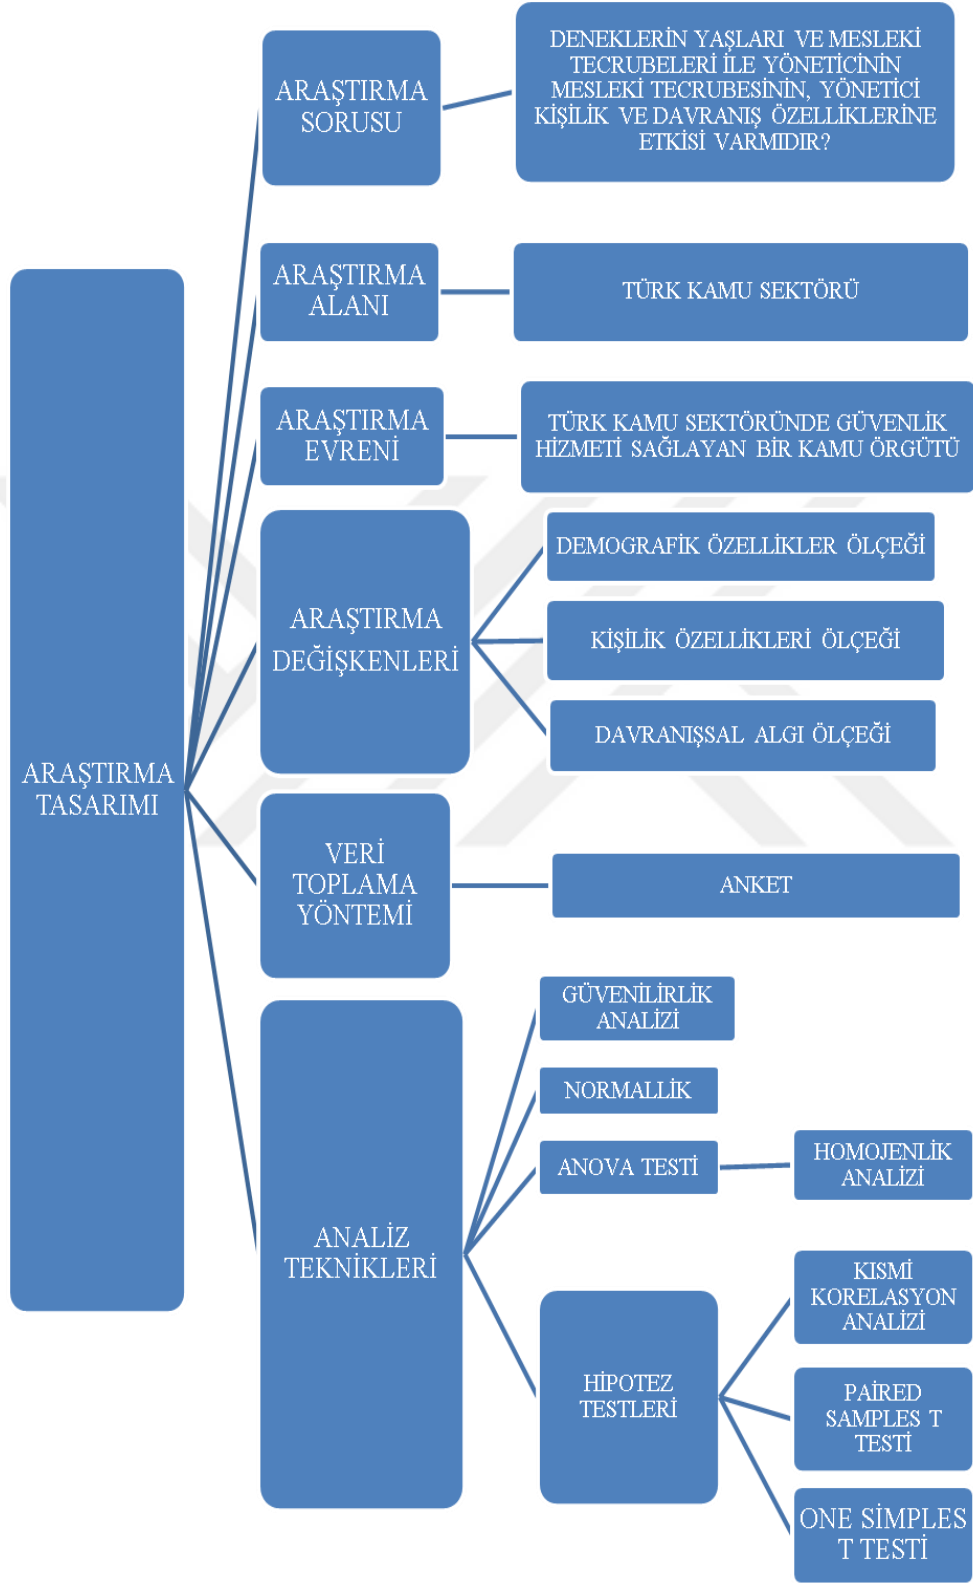 ARAŞTIRMA
TASARIMI
ARAŞTIRMA
SORUSU
DENEKLERİN YAŞLARI VE MESLEKİ
TECRUBELERİ İLE YÖNETİCİNİN
MESLEKİ TECRUBESİNİN, YÖNETİCİ
KİŞİLİK VE DAVRANIŞ ÖZELLİKLERİNE
ETKİSİ VARMIDIR?
ARAŞTIRMA
ALANI
TÜRK KAMU SEKTÖRÜ
ARAŞTIRMA
EVRENİ
TÜRK KAMU SEKTÖRÜNDE GÜVENLİK
HİZMETİ SAĞLAYAN BİR KAMU ÖRGÜTÜ
ARAŞTIRMA
DEĞİŞKENLERİ
DEMOGRAFİK ÖZELLİKLER ÖLÇEĞİ
KİŞİLİK ÖZELLİKLERİ ÖLÇEĞİ
DAVRANIŞSAL ALGI ÖLÇEĞİ
VERİ
TOPLAMA
YÖNTEMİ
ANKET
ANALİZ
TEKNİKLERİ
GÜVENİLİRLİK
ANALİZİ
NORMALLİK
ANOVA TESTİ
HOMOJENLİK
ANALİZİ
HİPOTEZ
TESTLERİ
KISMİ
KORELASYON
ANALİZİ
PAİRED
SAMPLES T
TESTİ
ONE SİMPLES
T TESTİ